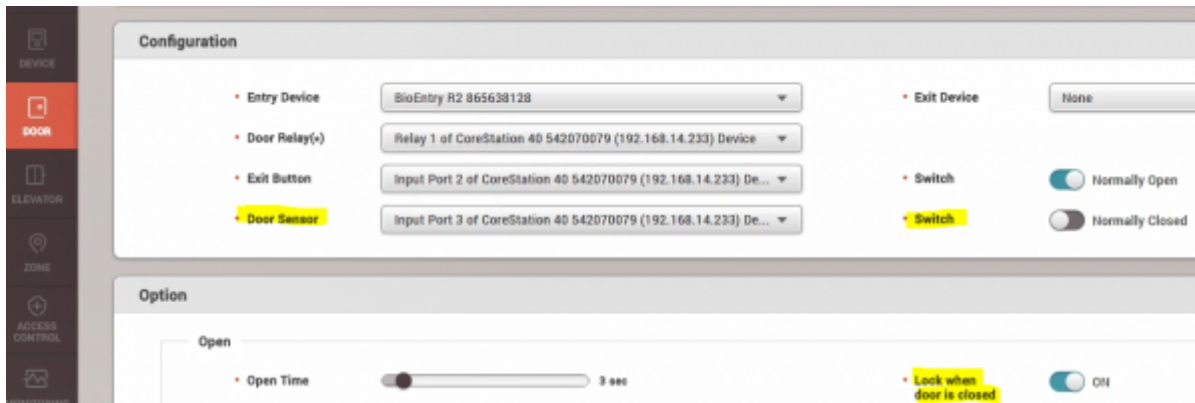 Configuration
DEVICE
Entry Device BioEntry R2 865638128 Exit Device None
DOOR
Door Relay(+) Relay 1 of CoreStation 40 542070079 (192.168.14.233) Device
Exit Button Input Port 2 of CoreStation 40 542070079 (192.168.14.233) De... Switch Normally Open
ELEVATOR
Door Sensor Input Port 3 of CoreStation 40 542070079 (192.168.14.233) De... Switch Normally Closed
ZONE
Option
ACCESS
CONTROL
Open
Open Time 3 sec Lock when
door is closed ON